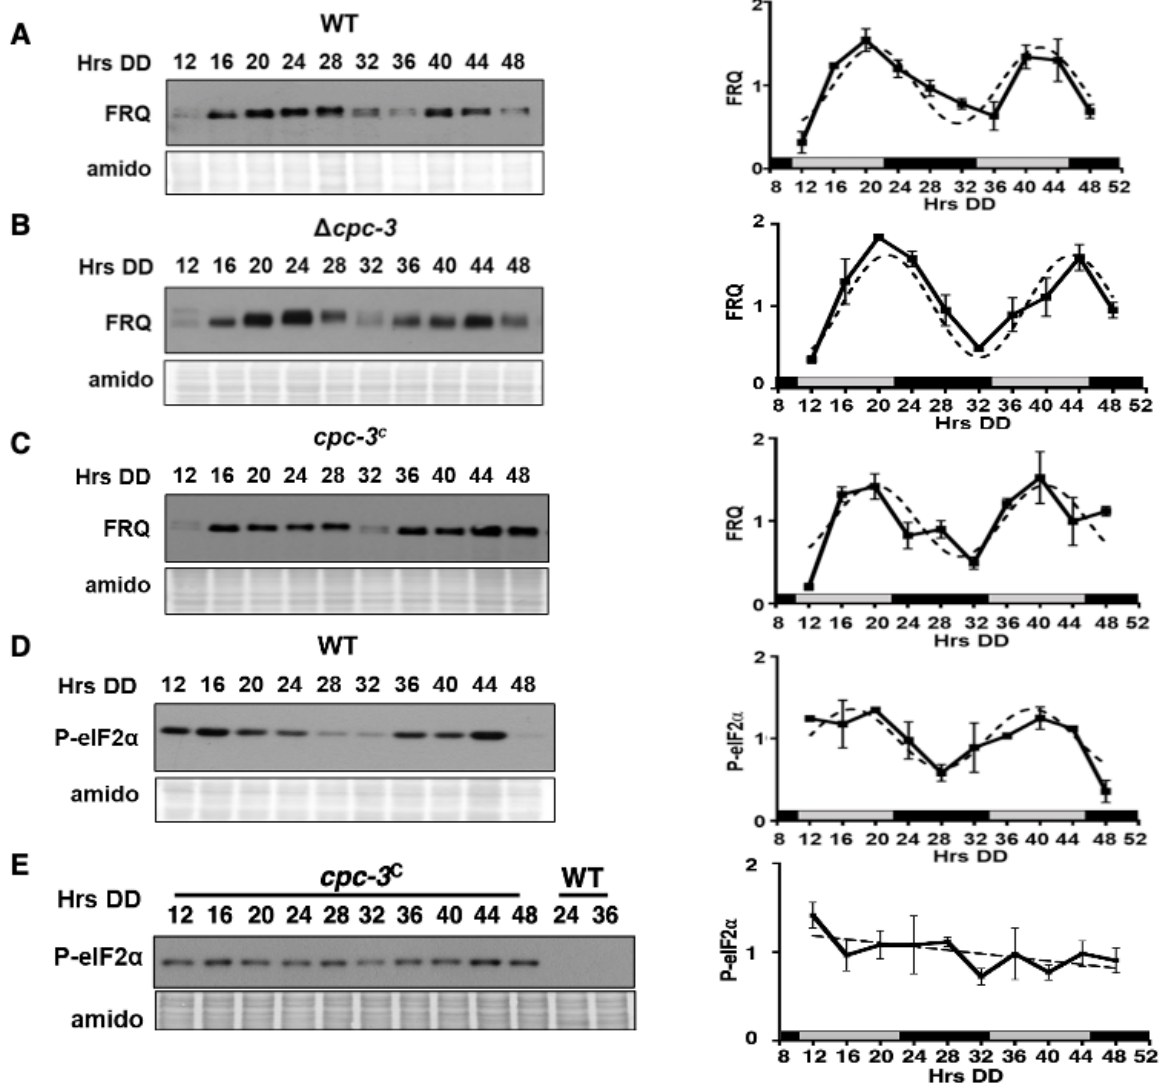 A
WT
Hrs DD 12 16 20 24 28 32 36 40 44 48
FRQ
amido
2
1
0
FRQ
8 12 16 20 24 28 32 36 40 44 48 52
Hrs DD
B
Δcpc-3
Hrs DD 12 16 20 24 28 32 36 40 44 48
FRQ
amido
2
1
0
FRQ
8 12 16 20 24 28 32 36 40 44 48 52
Hrs DD
C
cpc-3ᶜ
Hrs DD 12 16 20 24 28 32 36 40 44 48
FRQ
amido
2
1
0
FRQ
8 12 16 20 24 28 32 36 40 44 48 52
Hrs DD
D
WT
Hrs DD 12 16 20 24 28 32 36 40 44 48
P-eIF2α
amido
2
1
0
P-eIF2α
8 12 16 20 24 28 32 36 40 44 48 52
Hrs DD
E
cpc-3ᶜ WT
Hrs DD
12 16 20 24 28 32 36 40 44 48 24 36
P-eIF2α
amido
2
1
0
P-eIF2α
8 12 16 20 24 28 32 36 40 44 48 52
Hrs DD